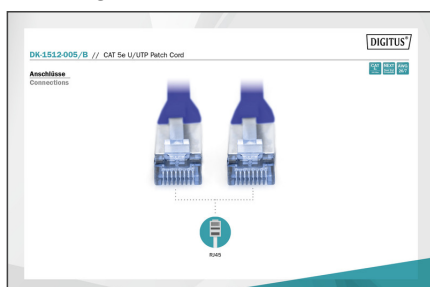 DIGITUS®
DK-1512-005/B // CAT 5e U/UTP Patch Cord
Anschlüsse
Connections
RJ45